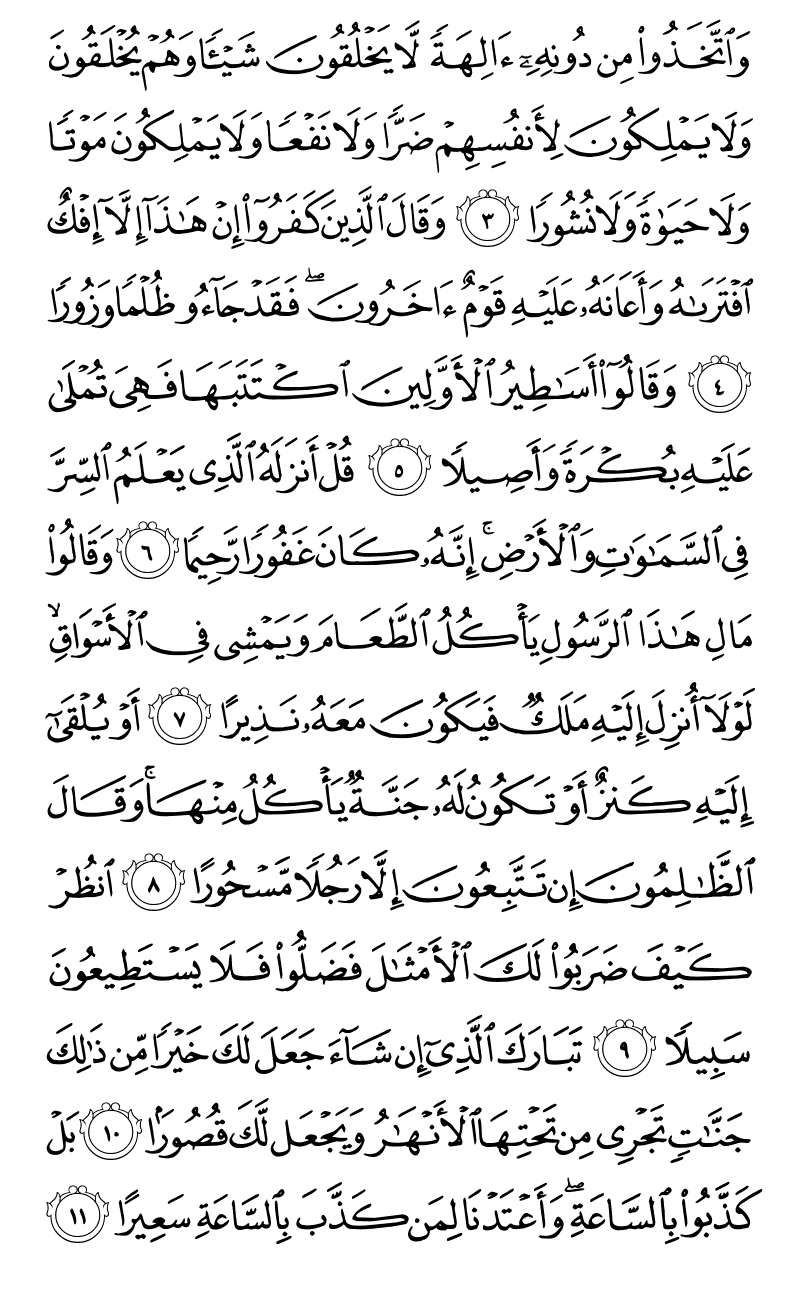 وَٱتَّخَذُوا۟ مِن دُونِهِۦٓ ءَالِهَةً لَّا يَخْلُقُونَ شَيْـًٔا وَهُمْ يُخْلَقُونَ
وَلَا يَمْلِكُونَ لِأَنفُسِهِمْ ضَرًّا وَلَا نَفْعًا وَلَا يَمْلِكُونَ مَوْتًا
وَلَا حَيَوٰةً وَلَا نُشُورًا ٣ وَقَالَ ٱلَّذِينَ كَفَرُوٓا۟ إِنْ هَـٰذَآ إِلَّآ إِفْكٌ
ٱفْتَرَىٰهُ وَأَعَانَهُۥ عَلَيْهِ قَوْمٌ ءَاخَرُونَ ۖ فَقَدْ جَآءُو ظُلْمًا وَزُورًا
٤ وَقَالُوٓا۟ أَسَـٰطِيرُ ٱلْأَوَّلِينَ ٱكْتَتَبَهَا فَهِىَ تُمْلَىٰ
عَلَيْهِ بُكْرَةً وَأَصِيلًا ٥ قُلْ أَنزَلَهُ ٱلَّذِى يَعْلَمُ ٱلسِّرَّ
فِى ٱلسَّمَـٰوَٰتِ وَٱلْأَرْضِ ۚ إِنَّهُۥ كَانَ غَفُورًا رَّحِيمًا ٦ وَقَالُوا۟
مَالِ هَـٰذَا ٱلرَّسُولِ يَأْكُلُ ٱلطَّعَامَ وَيَمْشِى فِى ٱلْأَسْوَاقِ ۙ
لَوْلَآ أُنزِلَ إِلَيْهِ مَلَكٌ فَيَكُونَ مَعَهُۥ نَذِيرًا ٧ أَوْ يُلْقَىٰٓ
إِلَيْهِ كَنزٌ أَوْ تَكُونُ لَهُۥ جَنَّةٌ يَأْكُلُ مِنْهَا ۚ وَقَالَ
ٱلظَّـٰلِمُونَ إِن تَتَّبِعُونَ إِلَّا رَجُلًا مَّسْحُورًا ٨ ٱنظُرْ
كَيْفَ ضَرَبُوا۟ لَكَ ٱلْأَمْثَـٰلَ فَضَلُّوا۟ فَلَا يَسْتَطِيعُونَ
سَبِيلًا ٩ تَبَارَكَ ٱلَّذِىٓ إِن شَآءَ جَعَلَ لَكَ خَيْرًا مِّن ذَٰلِكَ
جَنَّـٰتٍ تَجْرِى مِن تَحْتِهَا ٱلْأَنْهَـٰرُ وَيَجْعَل لَّكَ قُصُورًۢا ١٠ بَلْ
كَذَّبُوا۟ بِٱلسَّاعَةِ ۖ وَأَعْتَدْنَا لِمَن كَذَّبَ بِٱلسَّاعَةِ سَعِيرًا ١١